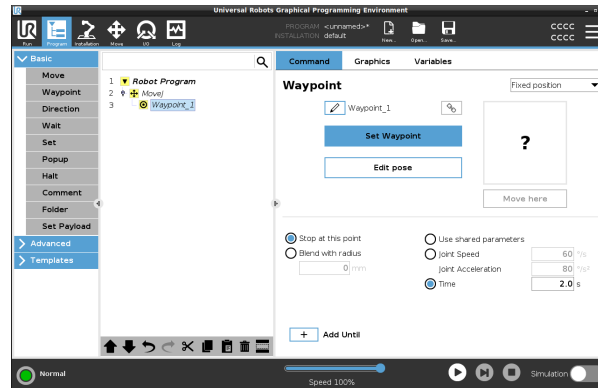 Universal Robots Graphical Programming Environment
UR
Run
Program
Installation
Move
I/O
Log
PROGRAM <unnamed>*
INSTALLATION default
New...
Open...
Save...
CCCC
CCCC
Basic
Move
Waypoint
Direction
Wait
Set
Popup
Halt
Comment
Folder
Set Payload
Advanced
Templates
1 Robot Program
2 MoveJ
3 Waypoint_1
Command Graphics Variables
Waypoint
Fixed position
Waypoint_1
Set Waypoint
Edit pose
?
Move here
Stop at this point
Blend with radius
0 mm
Use shared parameters
Joint Speed 60 °/s
Joint Acceleration 80 °/s²
Time 2.0 s
+ Add Until
Normal
Speed 100%
Simulation